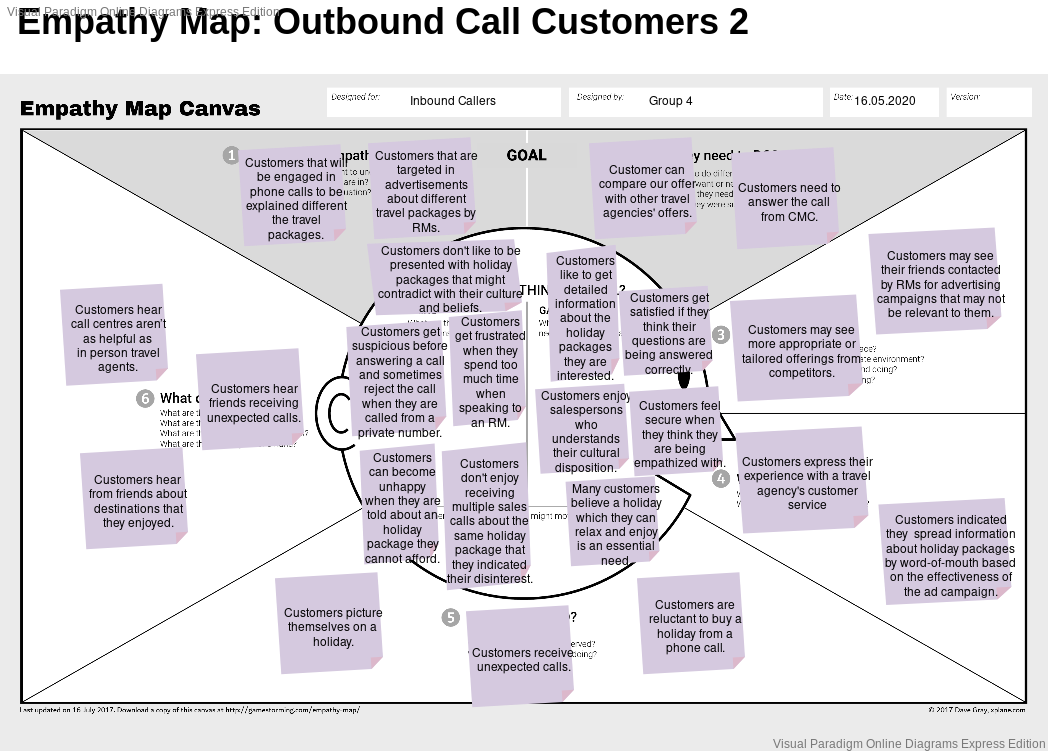 Visual Paradigm Online Diagrams Express Edition
Empathy Map: Outbound Call Customers 2
Empathy Map Canvas
Designed for:
Inbound Callers
Designed by:
Group 4
Date:
16.05.2020
Version:
1
GOAL
Customers that will
be engaged in
phone calls to be
explained different
the travel
packages.
Customers that are
targeted in
advertisements
about different
travel packages by
RMs.
Customer can
compare our offer
with other travel
agencies' offers.
Customers need to
answer the call
from CMC.
Customers don't like to be
presented with holiday
packages that might
contradict with their culture
and beliefs.
Customers get
suspicious before
answering a call
and sometimes
reject the call
when they are
called from a
private number.
Customers
get frustrated
when they
spend too
much time
when
speaking to
an RM.
Customers
like to get
detailed
information
about the
holiday
packages
they are
interested.
Customers get
satisfied if they
think their
questions are
being answered
correctly.
Customers enjoy
salespersons
who
understands
their cultural
disposition.
Customers feel
secure when
they think they
are being
empathized with.
Customers
can become
unhappy
when they are
told about an
holiday
package they
cannot afford.
Customers
don't enjoy
receiving
multiple sales
calls about the
same holiday
package that
they indicated
their disinterest.
Many customers
believe a holiday
which they can
relax and enjoy
is an essential
need.
might
3
Customers may see
their friends contacted
by RMs for advertising
campaigns that may not
be relevant to them.
Customers may see
more appropriate or
tailored offerings from
competitors.
environment?
doing?
4
Customers express their
experience with a travel
agency's customer
service
Customers indicated
they spread information
about holiday packages
by word-of-mouth based
on the effectiveness of
the ad campaign.
5
Customers picture
themselves on a
holiday.
Customers receive
unexpected calls.
Customers are
reluctant to buy a
holiday from a
phone call.
6
What
What are
What are
What are
What are
Customers hear
call centres aren't
as helpful as
in person travel
agents.
Customers hear
friends receiving
unexpected calls.
Customers hear
from friends about
destinations that
they enjoyed.
Last updated on 16 July 2017. Download a copy of this canvas at http://gamestorming.com/empathy-map/
© 2017 Dave Gray, xplane.com
Visual Paradigm Online Diagrams Express Edition